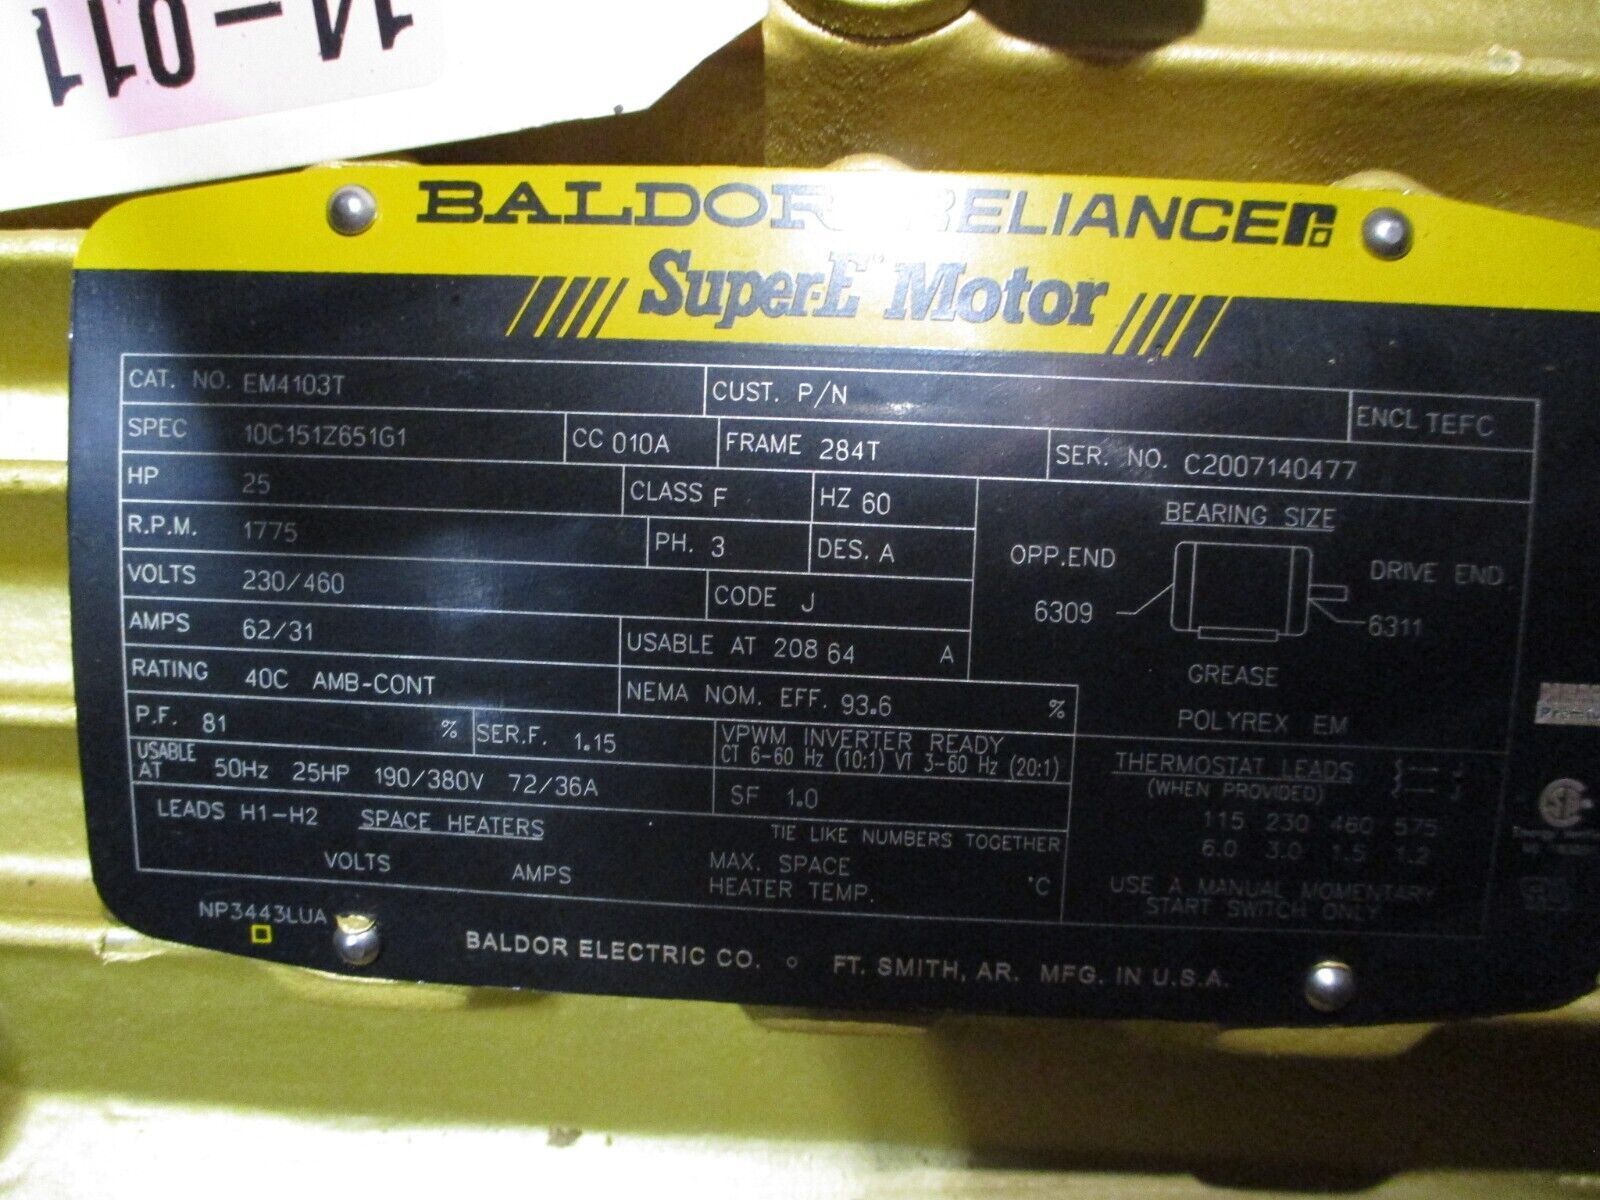 14-011
BALDOR RELIANCE
Super-E Motor
CAT. NO. EM4103T CUST. P/N ENCL TEFC
SPEC 10C151Z651G1 CC 010A FRAME 284T SER. NO. C2007140477
HP 25 CLASS F HZ 60
R.P.M. 1775 PH. 3 DES. A
VOLTS 230/460 CODE J
AMPS 62/31 USABLE AT 208 64 A
RATING 40C AMB-CONT NEMA NOM. EFF. 93.6 %
P.F. 81 % SER.F. 1.15 VPWM INVERTER READY
CT 6-60 Hz (10:1) VT 3-60 Hz (20:1)
USABLE AT 50Hz 25HP 190/380V 72/36A SF 1.0
LEADS H1-H2 SPACE HEATERS TIE LIKE NUMBERS TOGETHER
VOLTS AMPS MAX. SPACE
HEATER TEMP. °C
BEARING SIZE
OPP.END DRIVE END
6309 6311
GREASE
POLYREX EM
THERMOSTAT LEADS
(WHEN PROVIDED)
115 230 460 575
6.0 3.0 1.5 1.2
USE A MANUAL MOMENTARY
START SWITCH ONLY
NP3443LUA
BALDOR ELECTRIC CO. FT. SMITH, AR. MFG. IN U.S.A.